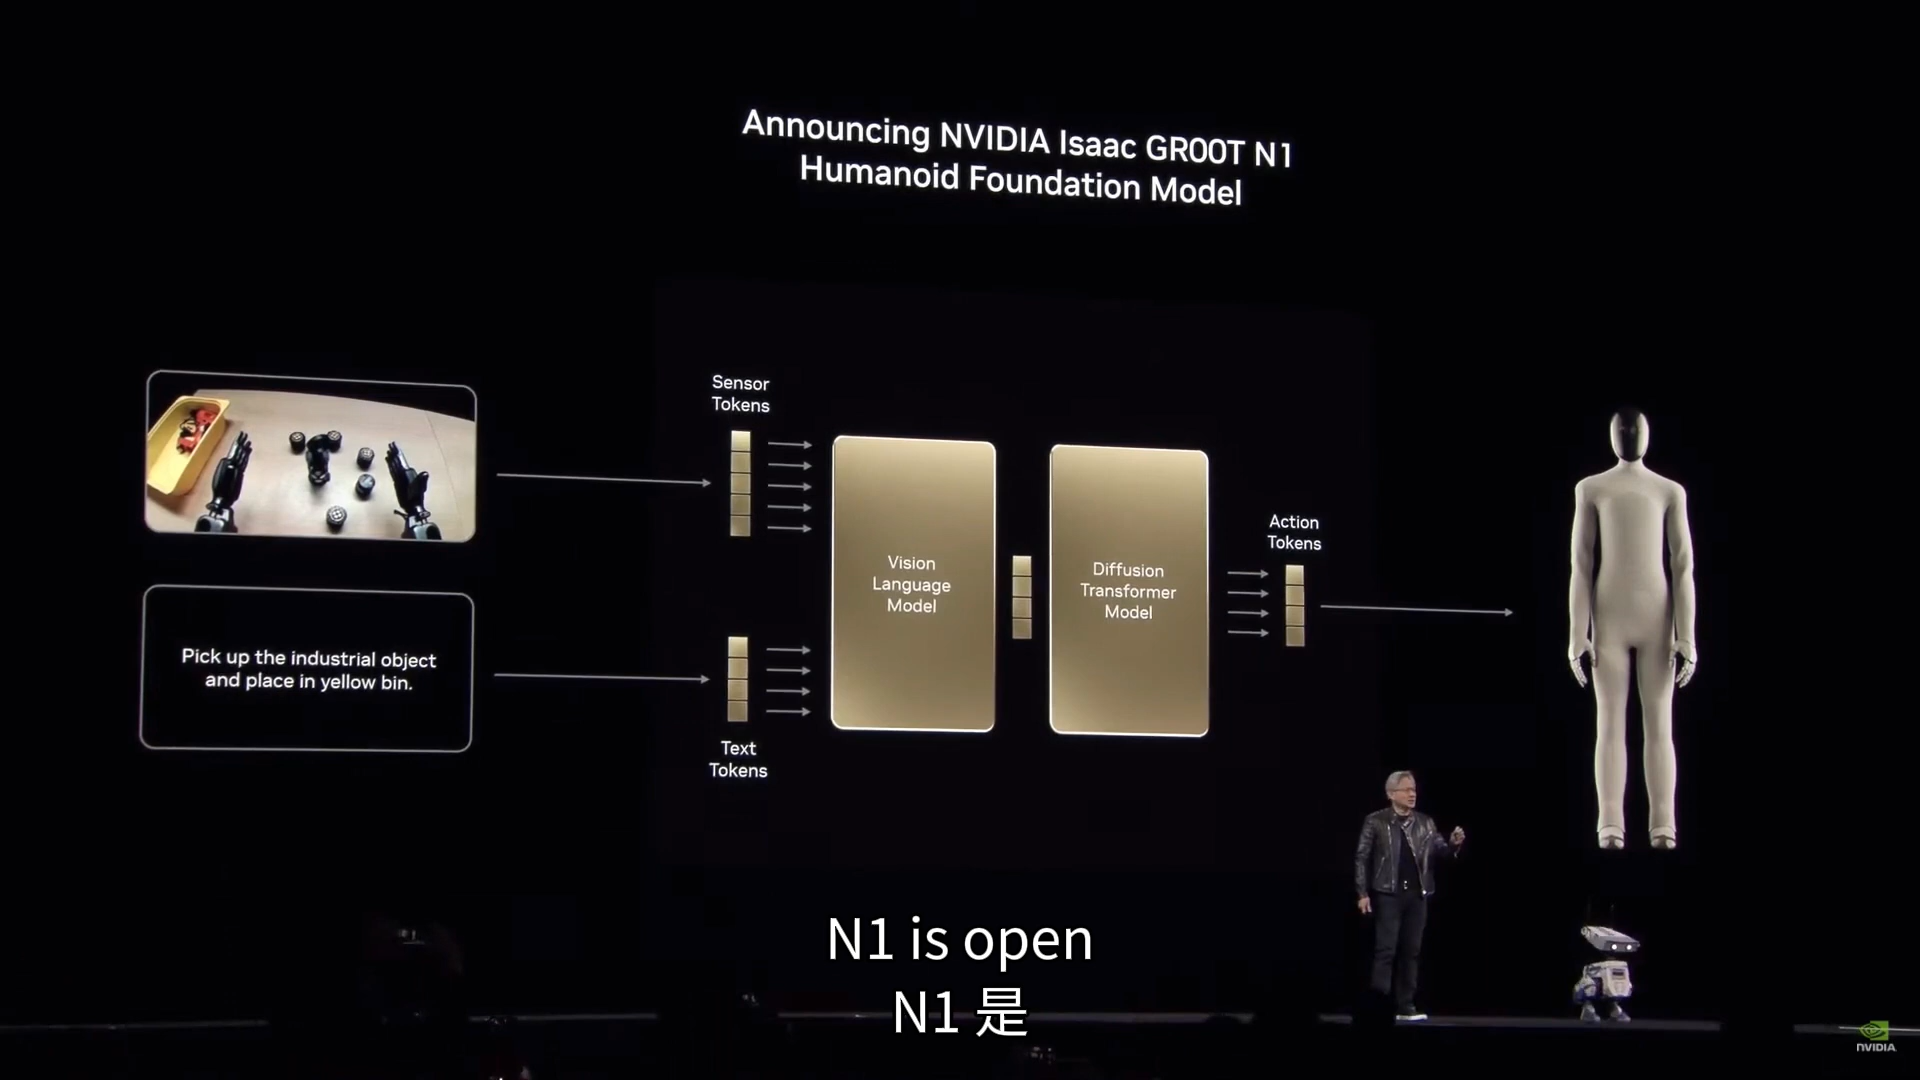 Announcing NVIDIA Isaac GR00T N1
Humanoid Foundation Model
Sensor
Tokens
Vision
Language
Model
Diffusion
Transformer
Model
Action
Tokens
Pick up the industrial object
and place in yellow bin.
Text
Tokens
N1 is open
N1 是
NVIDIA